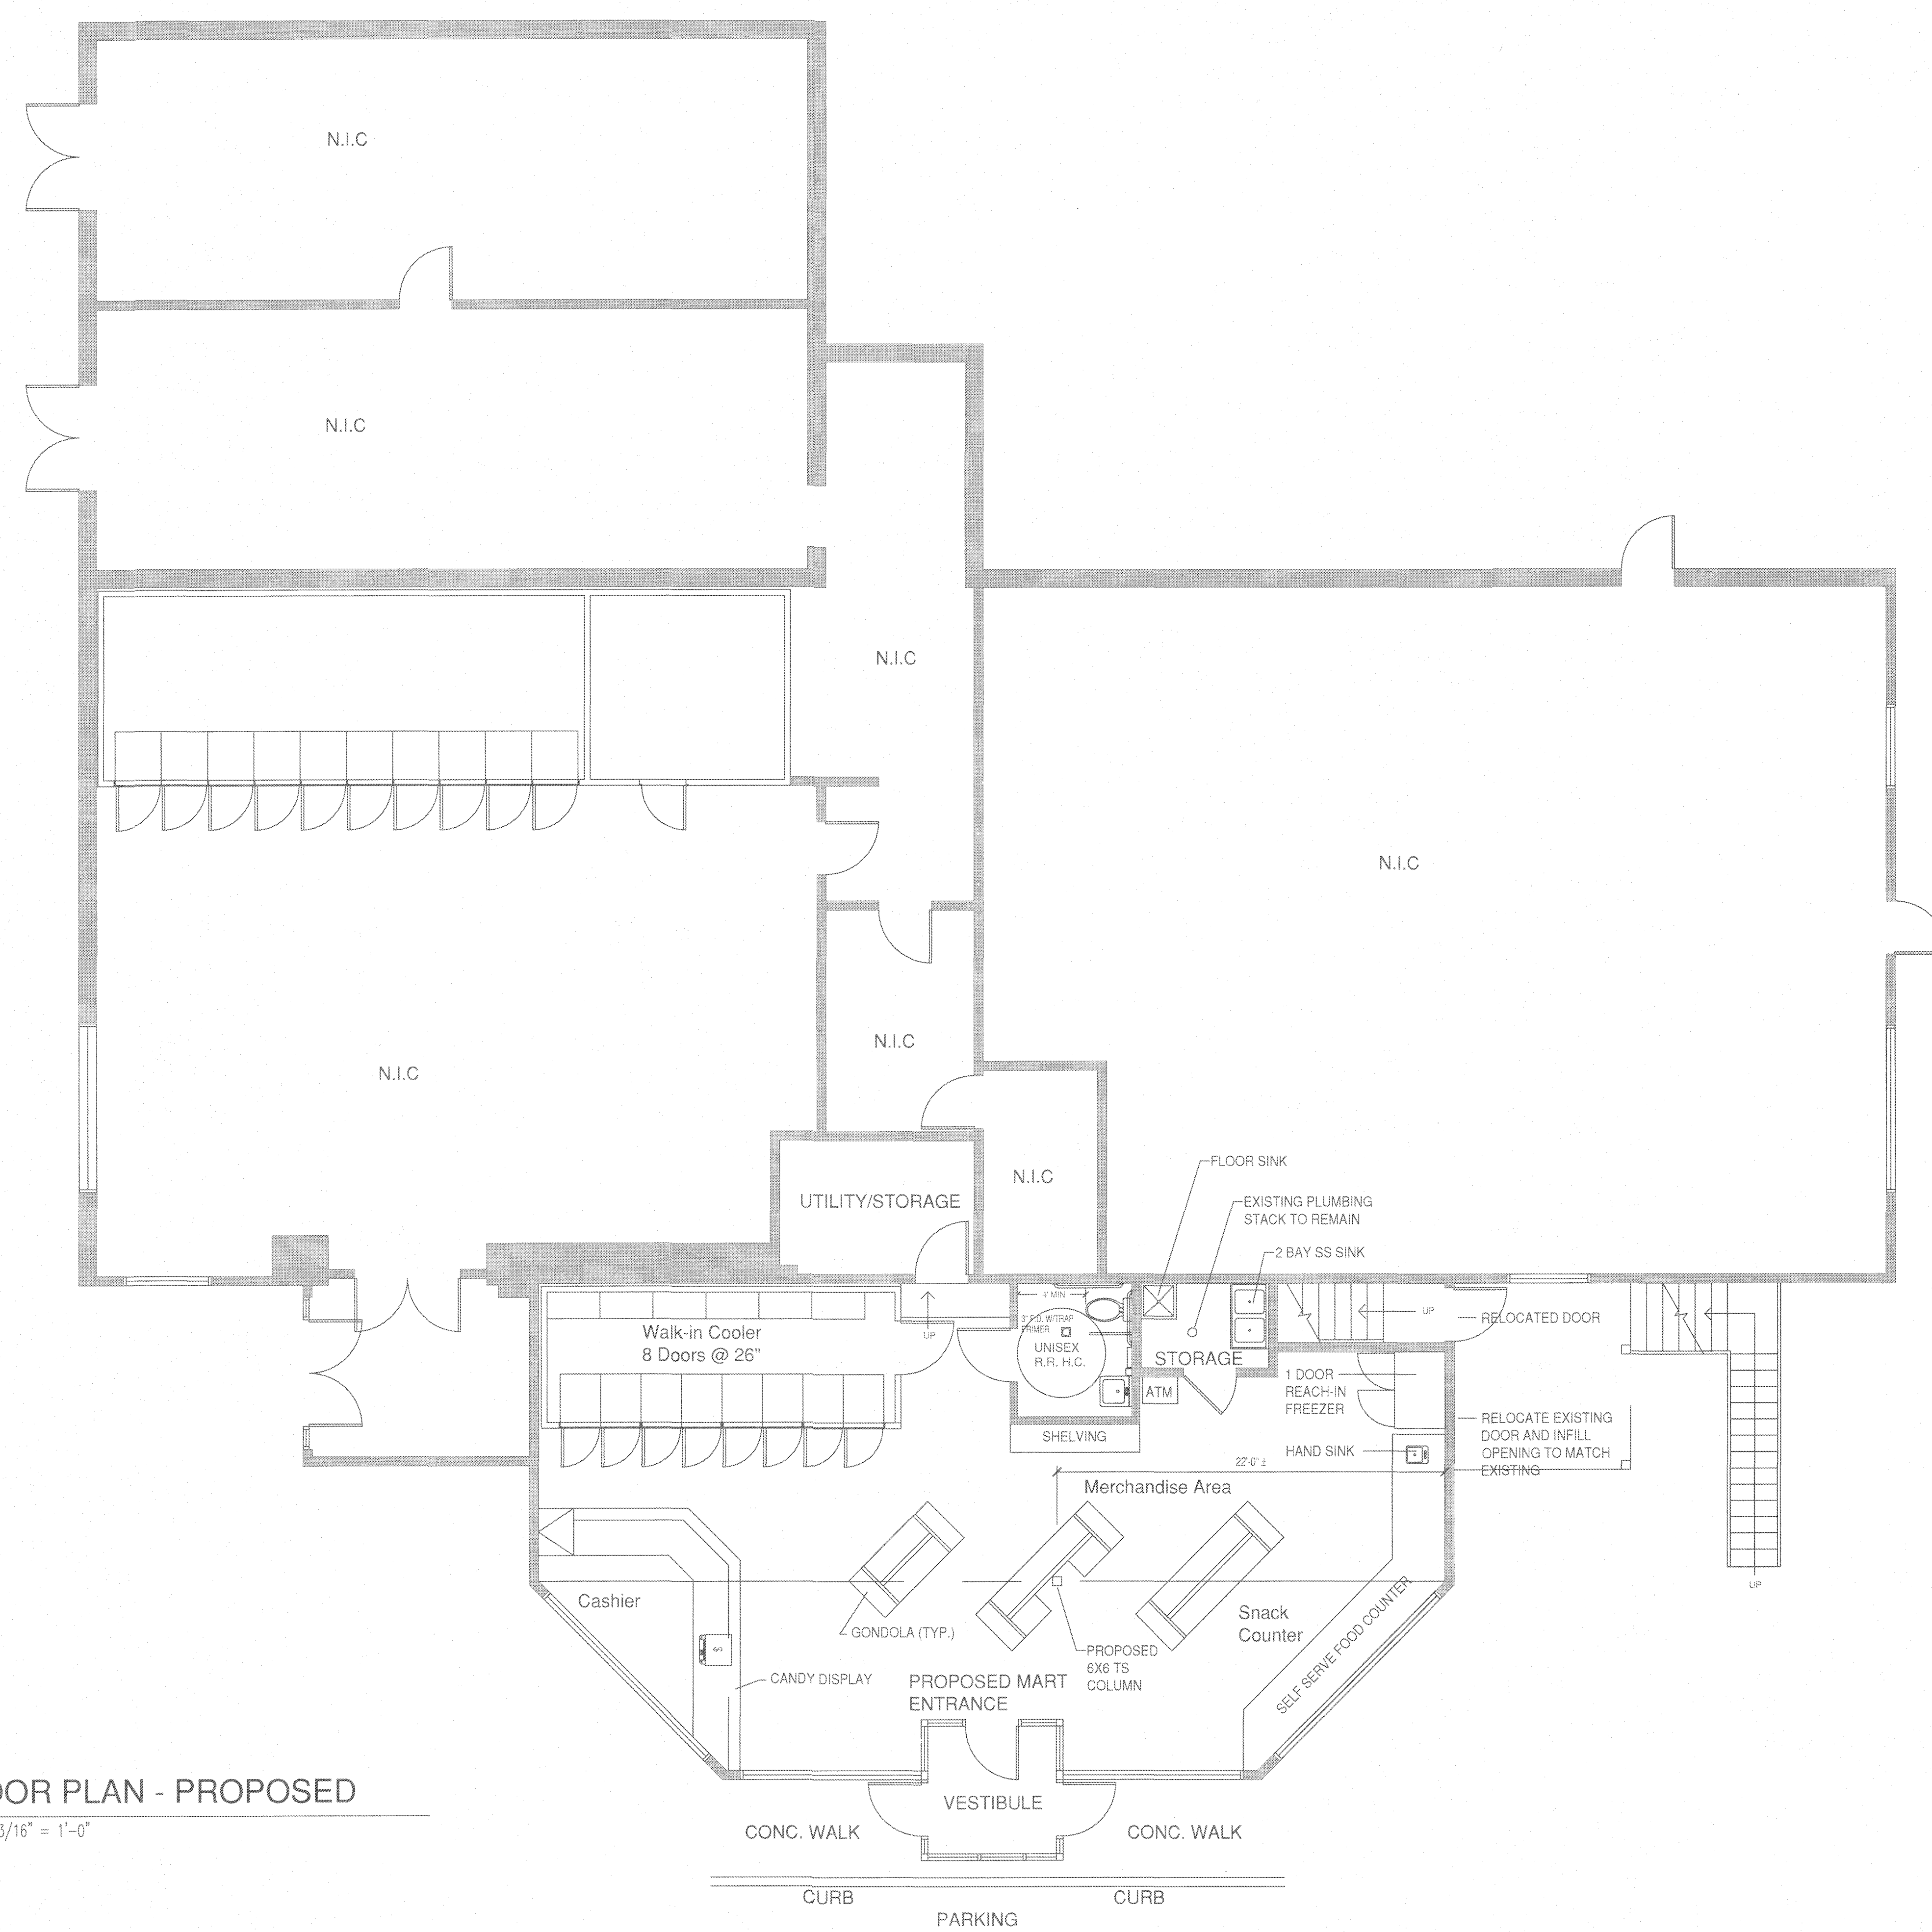 N.I.C
N.I.C
N.I.C
N.I.C
N.I.C
N.I.C
N.I.C
UTILITY/STORAGE
FLOOR SINK
EXISTING PLUMBING
STACK TO REMAIN
2 BAY SS SINK
4' MIN
3" F.D. W/TRAP
PRIMER
UNISEX
R.R. H.C.
STORAGE
UP
UP
RELOCATED DOOR
Walk-in Cooler
8 Doors @ 26"
ATM
1 DOOR
REACH-IN
FREEZER
SHELVING
HAND SINK
RELOCATE EXISTING
DOOR AND INFILL
OPENING TO MATCH
EXISTING
22'-0" ±
Merchandise Area
UP
Cashier
S
GONDOLA (TYP.)
CANDY DISPLAY
PROPOSED
6X6 TS
COLUMN
Snack
Counter
SELF SERVE FOOD COUNTER
PROPOSED MART
ENTRANCE
VESTIBULE
CONC. WALK
CONC. WALK
CURB
CURB
PARKING
OOR PLAN - PROPOSED
3/16" = 1'-0"